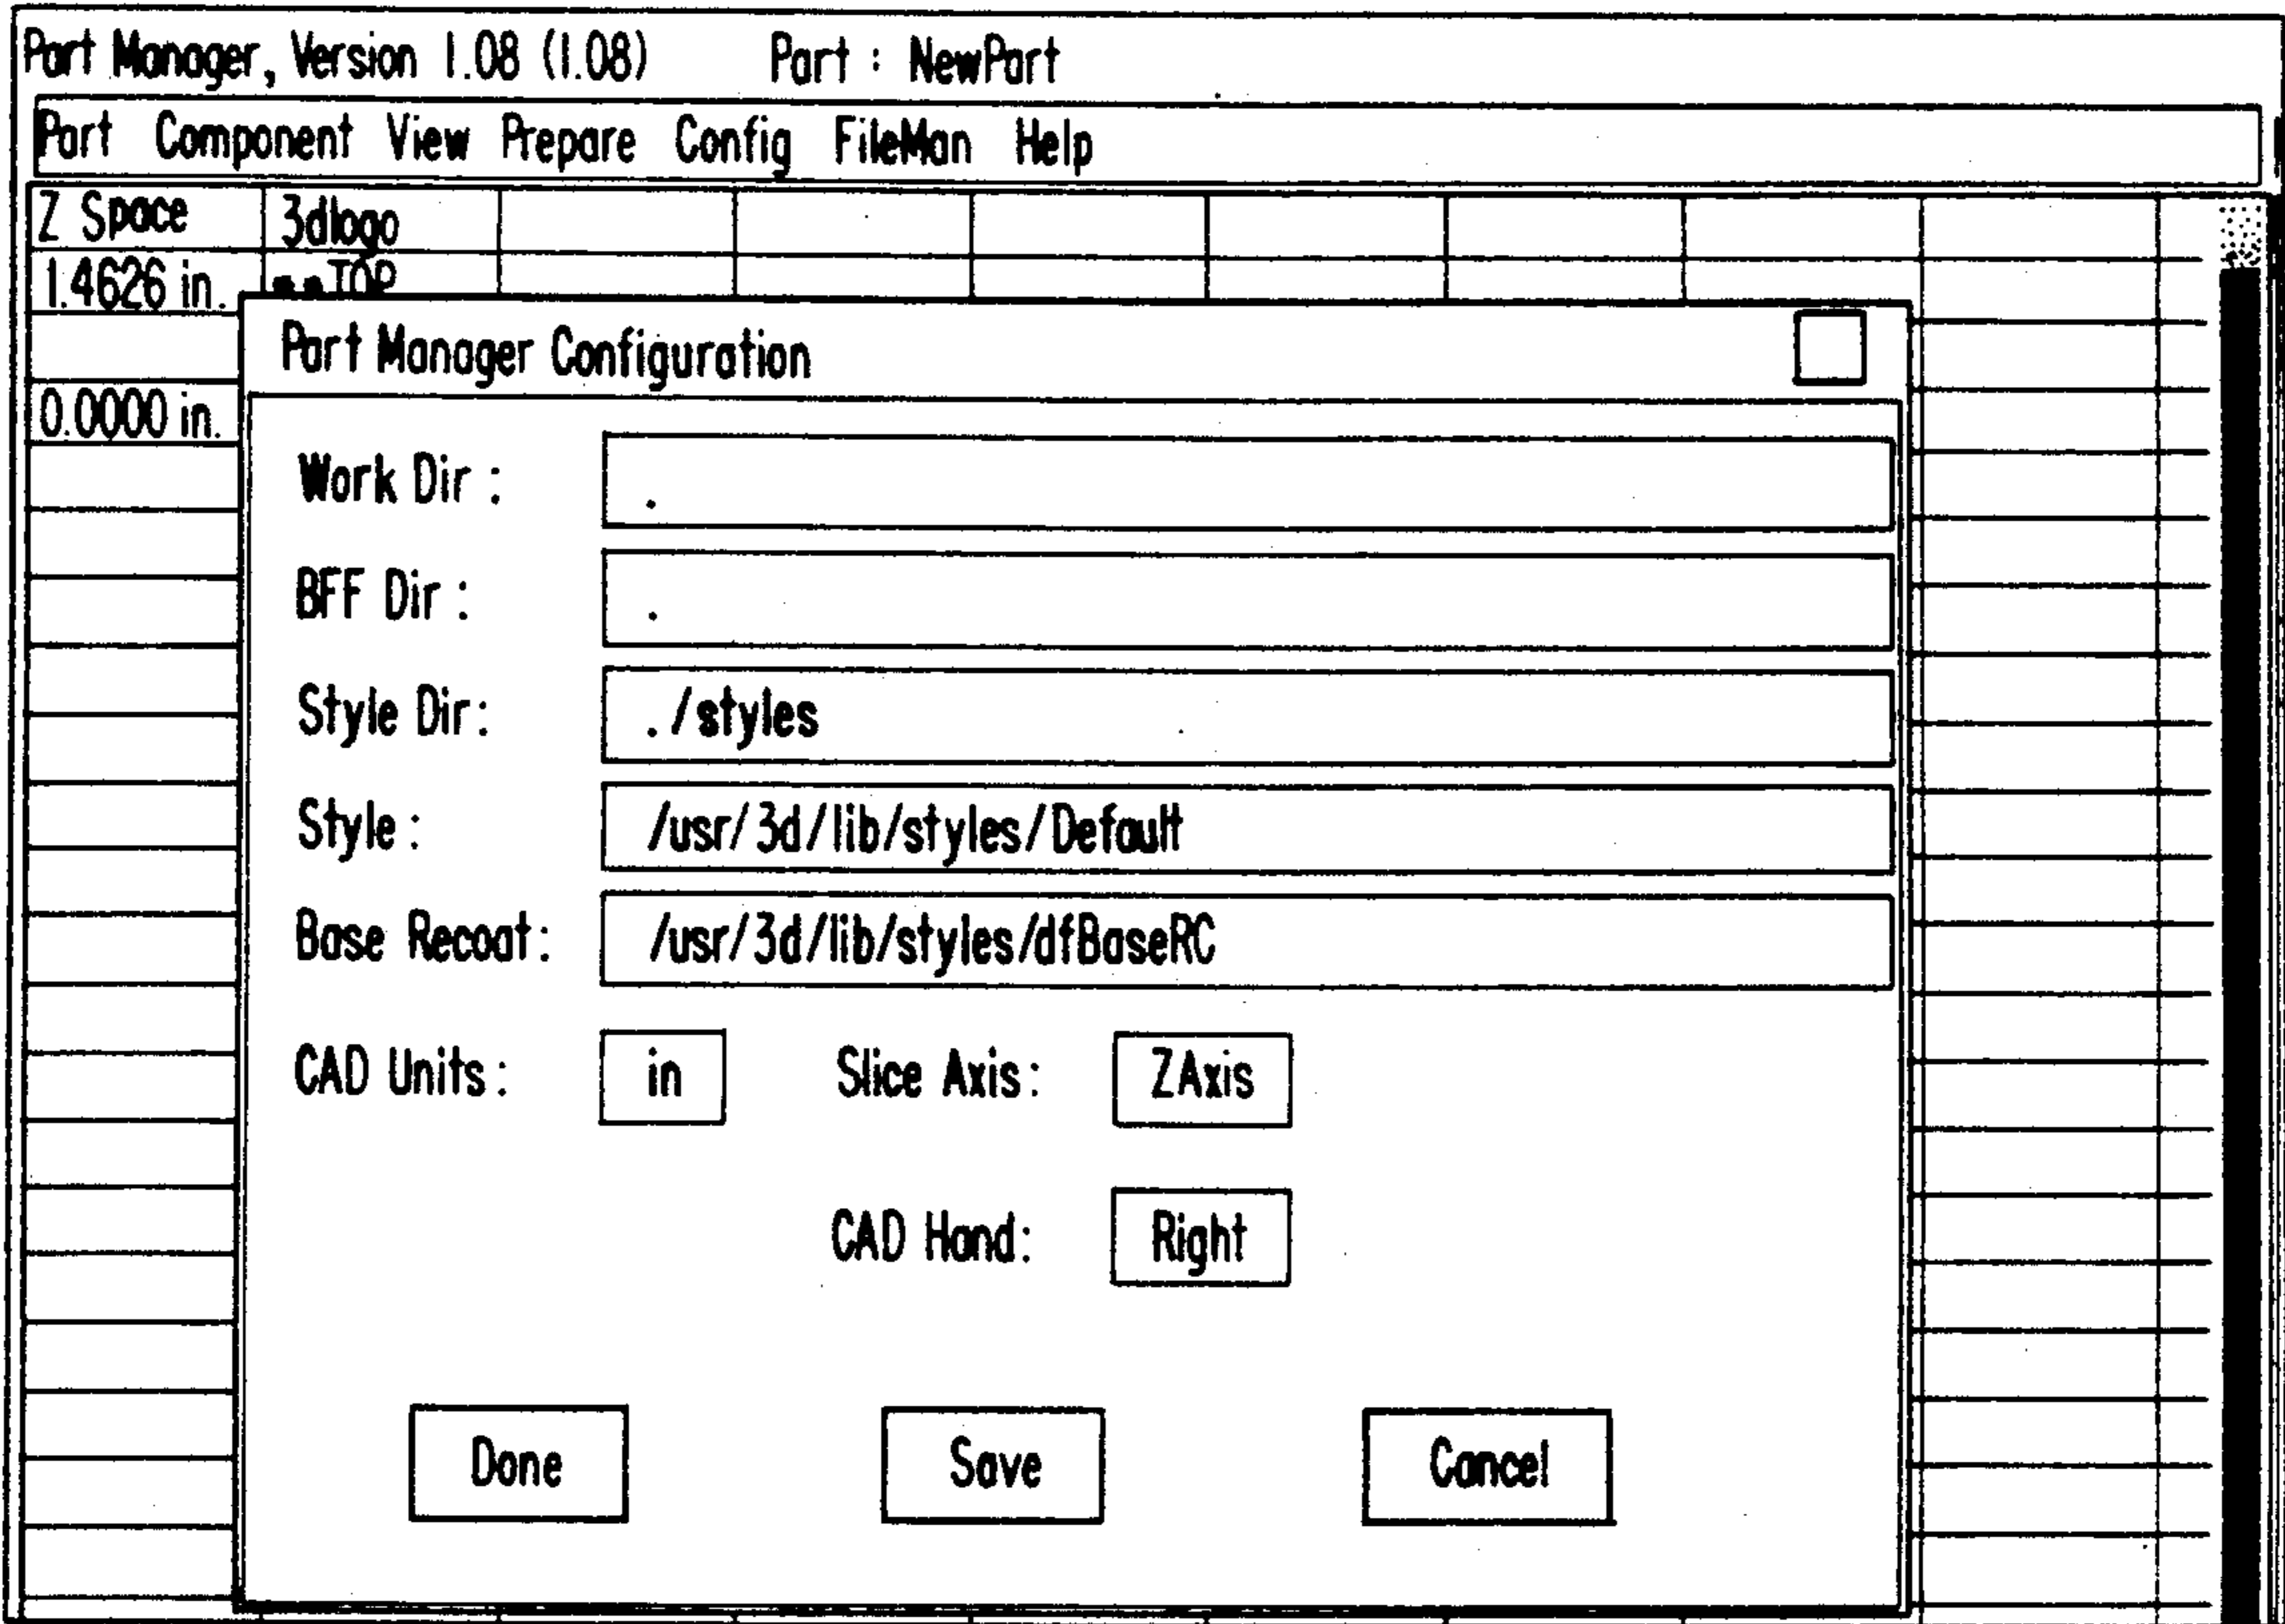 Part Manager, Version 1.08 (1.08) Part : NewPart
Part Component View Prepare Config FileMan Help
Z Space 3dlogo
1.4626 in. TOP
Part Manager Configuration
0.0000 in.
Work Dir : .
BFF Dir : .
Style Dir: ./styles
Style : /usr/3d/lib/styles/Default
Base Recoat: /usr/3d/lib/styles/dfBaseRC
CAD Units : in Slice Axis: ZAxis
CAD Hand: Right
Done Save Cancel